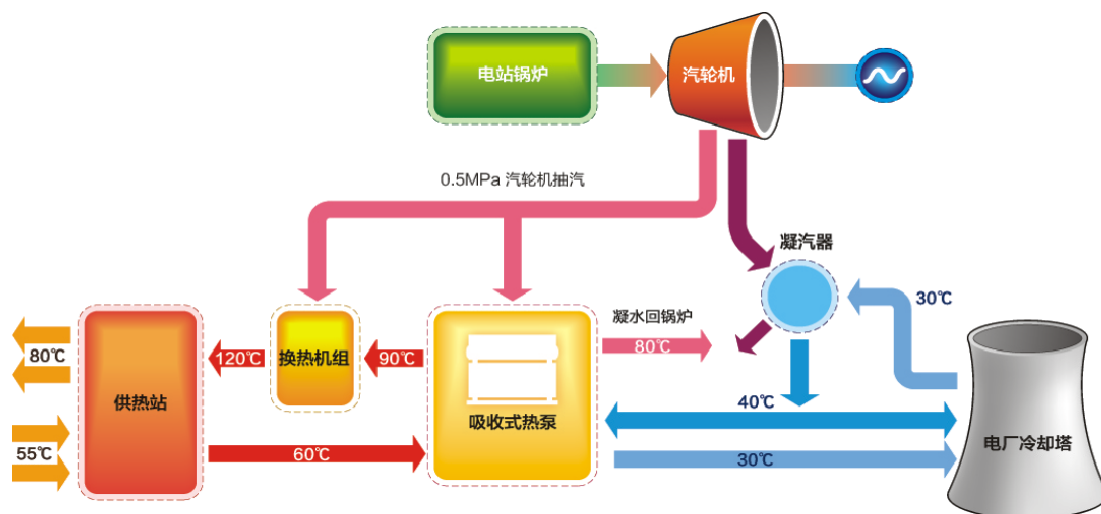 电站锅炉
汽轮机
0.5MPa 汽轮机抽汽
凝汽器
30℃
凝水回锅炉
80℃
80℃
120℃
换热机组
90℃
供热站
吸收式热泵
40℃
电厂冷却塔
55℃
60℃
30℃